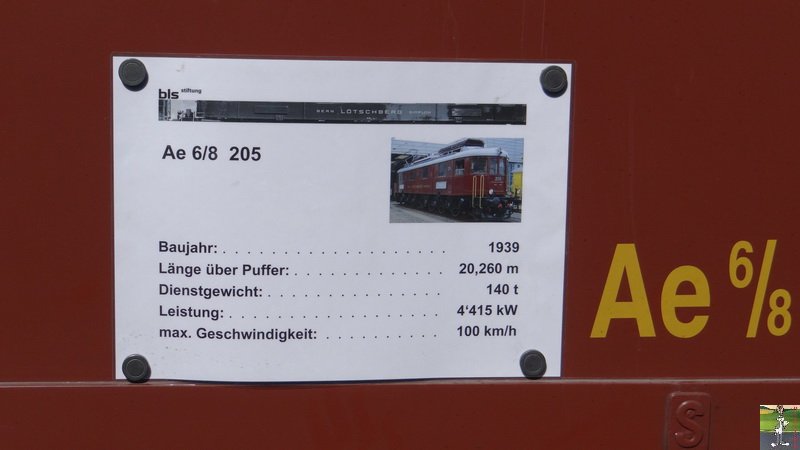 bls stiftung
BERN LÖTSCHBERG SIMPLON
Ae 6/8 205
Baujahr: . . . . . . . . . . . . . . . . . . . . . 1939
Länge über Puffer: . . . . . . . . . . . . . . 20,260 m
Dienstgewicht: . . . . . . . . . . . . . . . . . 140 t
Leistung: . . . . . . . . . . . . . . . . . . . . 4'415 kW
max. Geschwindigkeit: . . . . . . . . . . . 100 km/h
Ae 6/8
S